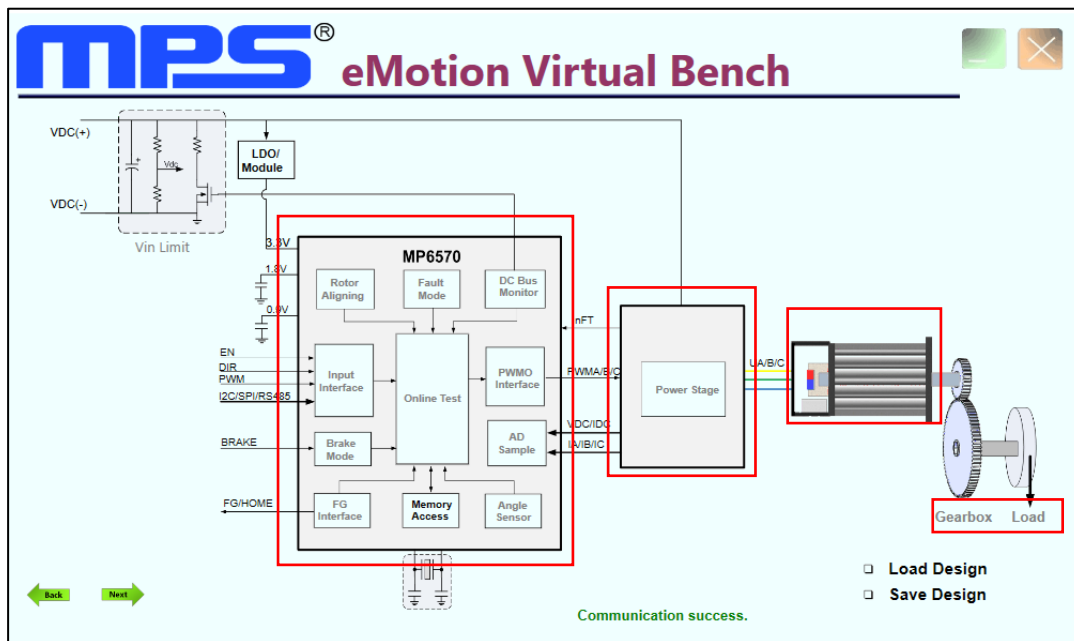 MPS®
eMotion Virtual Bench
VDC(+)
Vdc
VDC(-)
Vin Limit
LDO/
Module
3.3V
1.8V
0.9V
MP6570
Rotor
Aligning
Fault
Mode
DC Bus
Monitor
EN
DIR
PWM
I2C/SPI/RS485
Input
Interface
Online Test
PWMO
Interface
nFT
PWMA/B/C
Power Stage
UA/B/C
BRAKE
Brake
Mode
AD
Sample
VDC/IDC
IA/IB/IC
FG/HOME
FG
Interface
Memory
Access
Angle
Sensor
Gearbox
Load
Load Design
Save Design
Back
Next
Communication success.